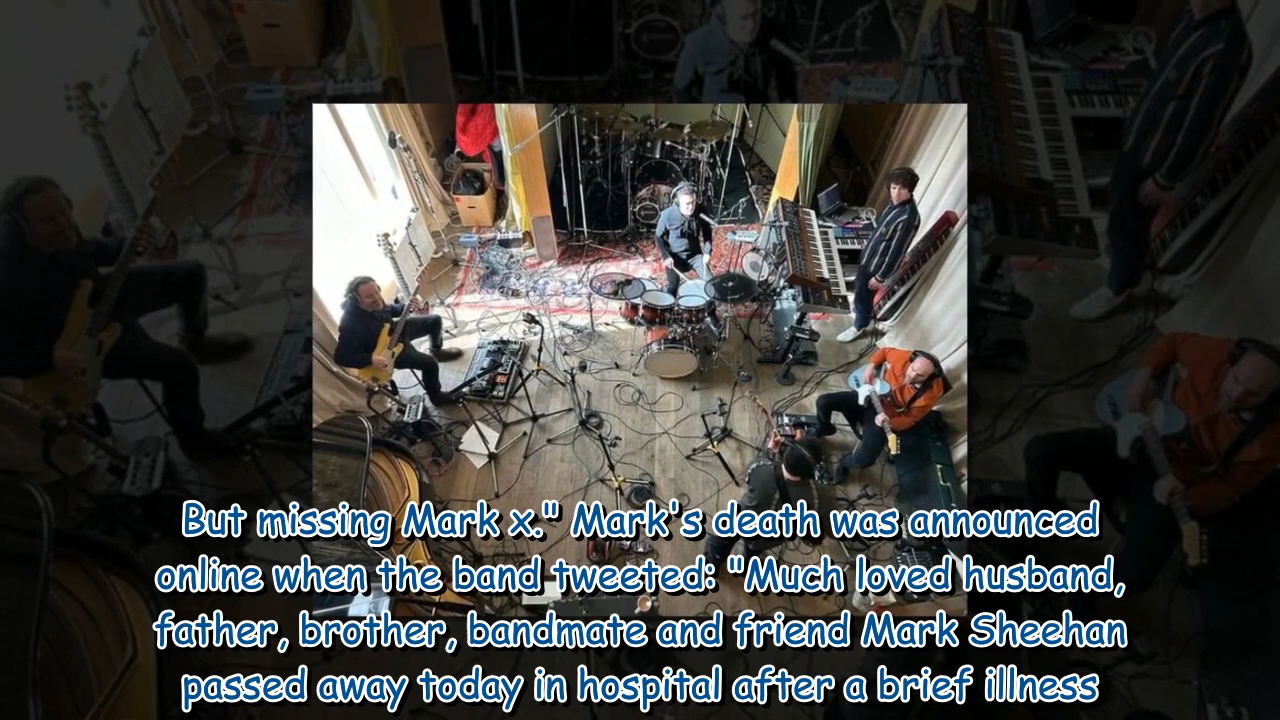 But missing Mark x." Mark's death was announced
online when the band tweeted: "Much loved husband,
father, brother, bandmate and friend Mark Sheehan
passed away today in hospital after a brief illness